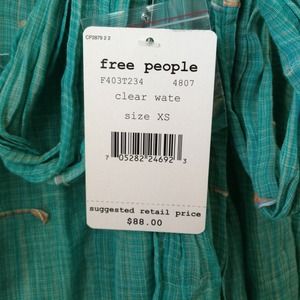 CF2879 2 2
free people
F403T234 4807
clear wate
size XS
7 05282 24692 3
suggested retail price
$88.00